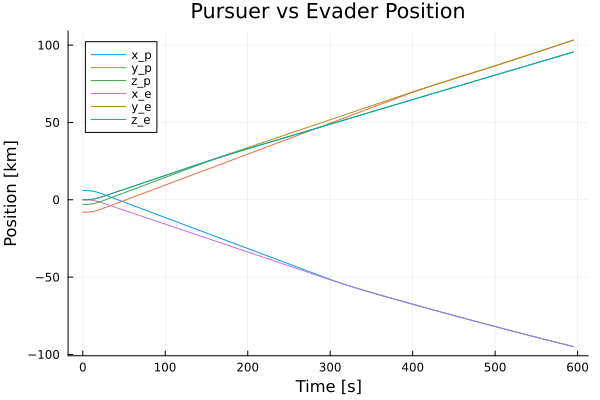 Pursuer vs Evader Position
Position [km]
100
50
0
−50
−100
x_p
y_p
z_p
x_e
y_e
z_e
0 100 200 300 400 500 600
Time [s]